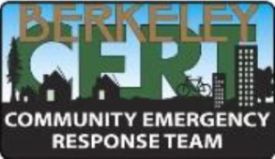 BERKELEY
CERT
COMMUNITY EMERGENCY
RESPONSE TEAM